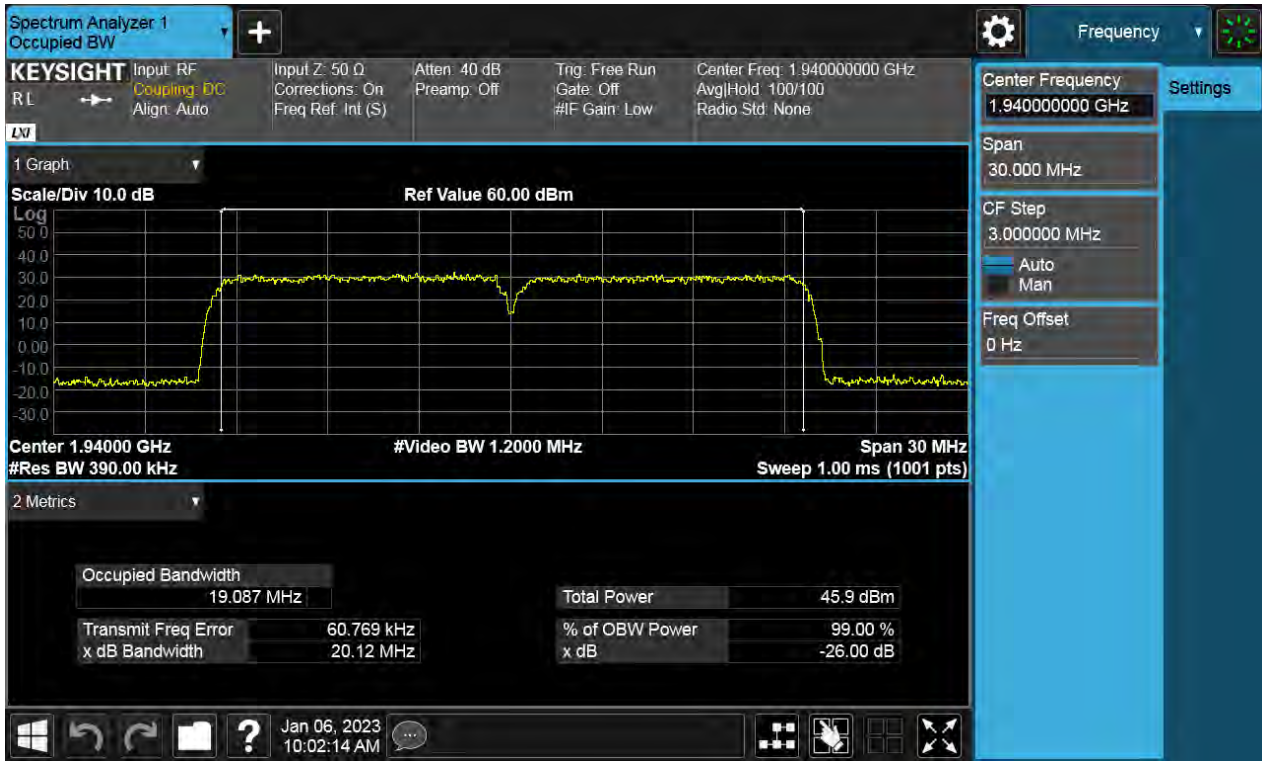 Spectrum Analyzer 1
Occupied BW
+
Frequency
KEYSIGHT
R L
LXI
Input: RF
Coupling: DC
Align: Auto
Input Z: 50 Ω
Corrections: On
Freq Ref: Int (S)
Atten: 40 dB
Preamp: Off
Trig: Free Run
Gate: Off
#IF Gain: Low
Center Freq: 1.940000000 GHz
Avg|Hold: 100/100
Radio Std: None
Center Frequency
1.940000000 GHz
Settings
Span
30.000 MHz
CF Step
3.000000 MHz
Auto
Man
Freq Offset
0 Hz
1 Graph
Scale/Div 10.0 dB
Ref Value 60.00 dBm
Log
50.0
40.0
30.0
20.0
10.0
0.00
-10.0
-20.0
-30.0
Center 1.94000 GHz
#Video BW 1.2000 MHz
Span 30 MHz
#Res BW 390.00 kHz
Sweep 1.00 ms (1001 pts)
2 Metrics
Occupied Bandwidth
19.087 MHz
Total Power 45.9 dBm
Transmit Freq Error 60.769 kHz
% of OBW Power 99.00 %
x dB Bandwidth 20.12 MHz
x dB -26.00 dB
?
Jan 06, 2023
10:02:14 AM